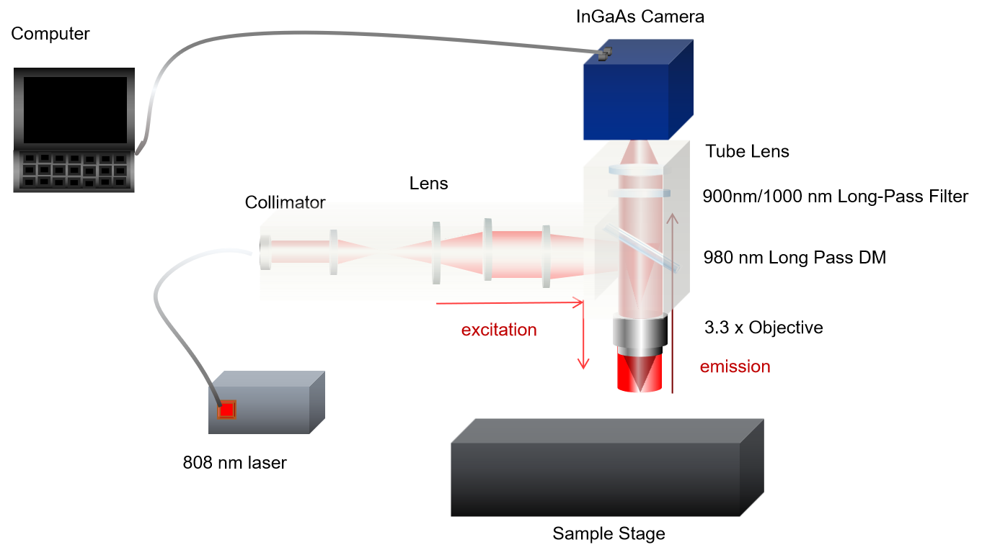 InGaAs Camera
Computer
Tube Lens
Lens
900nm/1000 nm Long-Pass Filter
Collimator
980 nm Long Pass DM
excitation
3.3 x Objective
emission
808 nm laser
Sample Stage